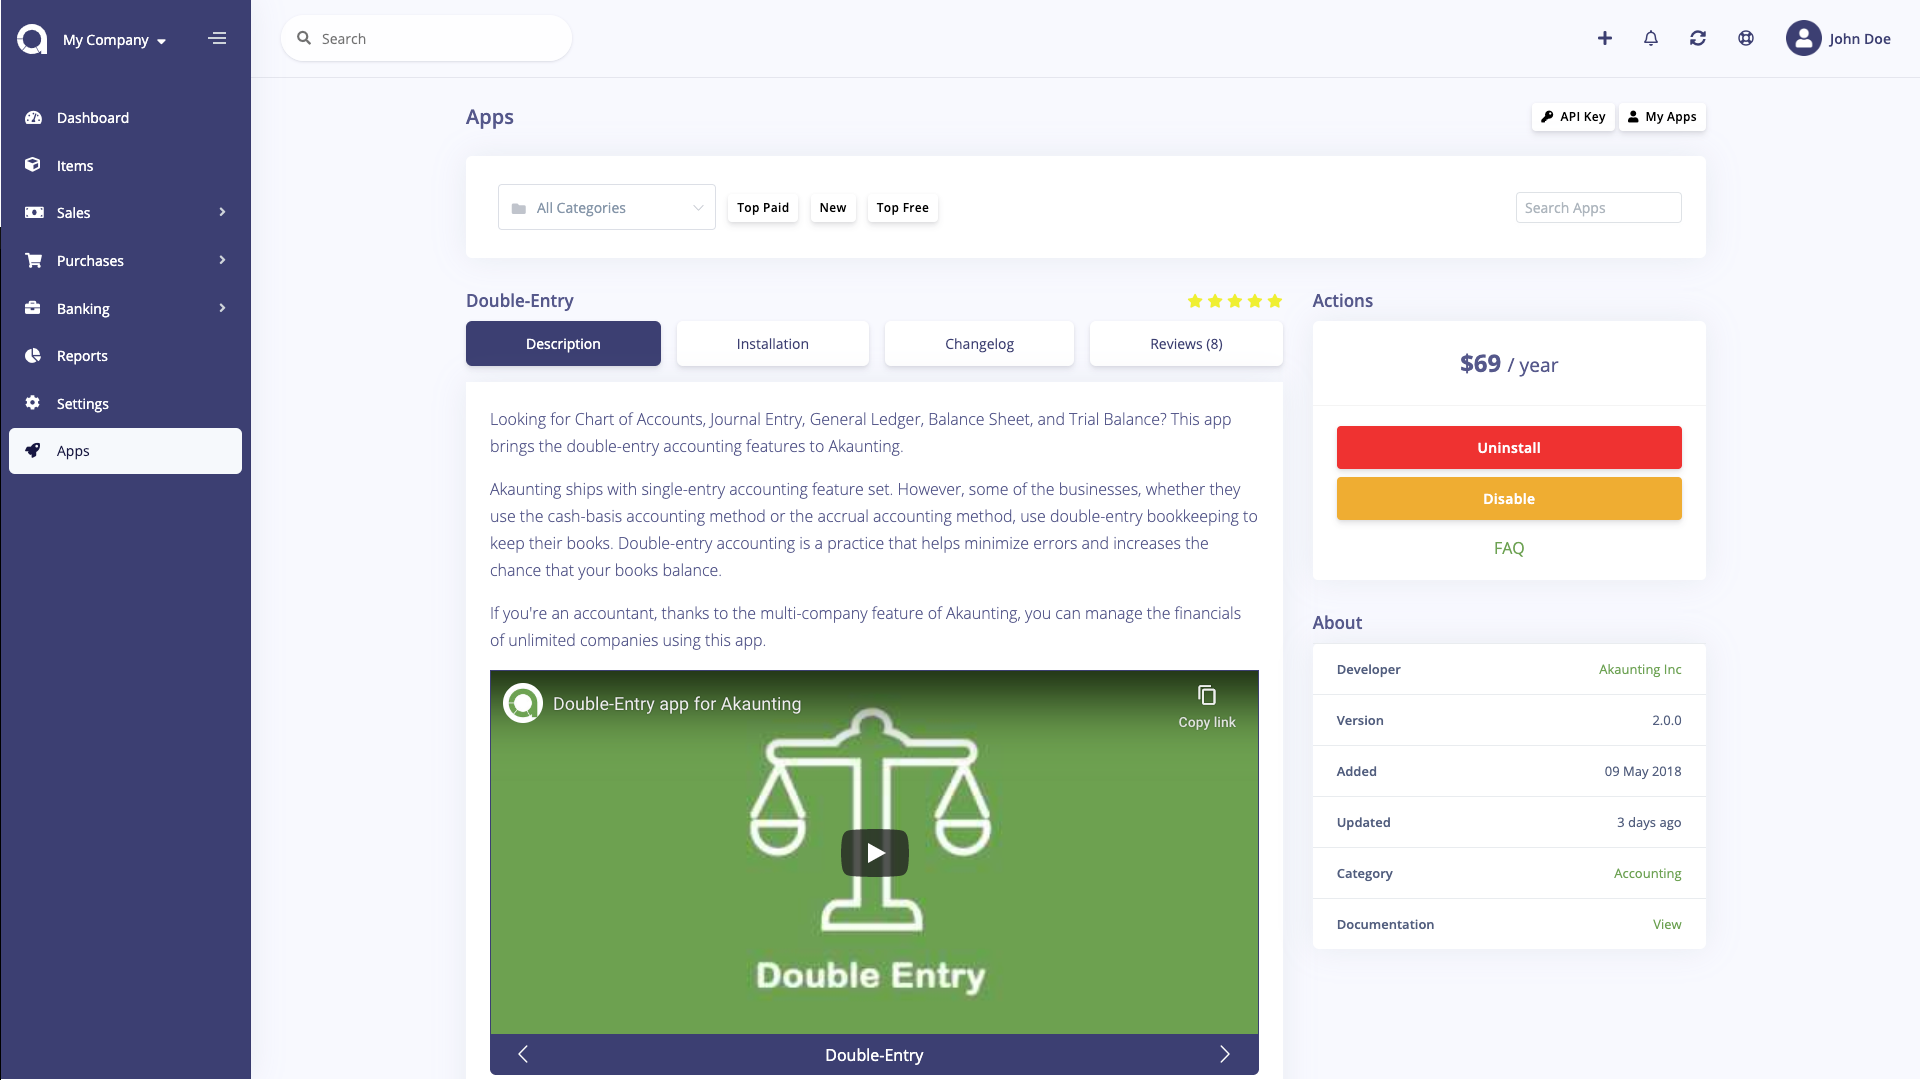 My Company
Search
John Doe
Dashboard
Items
Sales
Purchases
Banking
Reports
Settings
Apps
Apps
API Key
My Apps
All Categories
Top Paid
New
Top Free
Search Apps
Double-Entry
Description
Installation
Changelog
Reviews (8)
Looking for Chart of Accounts, Journal Entry, General Ledger, Balance Sheet, and Trial Balance? This app
brings the double-entry accounting features to Akaunting.
Akaunting ships with single-entry accounting feature set. However, some of the businesses, whether they
use the cash-basis accounting method or the accrual accounting method, use double-entry bookkeeping to
keep their books. Double-entry accounting is a practice that helps minimize errors and increases the
chance that your books balance.
If you're an accountant, thanks to the multi-company feature of Akaunting, you can manage the financials
of unlimited companies using this app.
Double-Entry app for Akaunting
Copy link
Double Entry
Double-Entry
Actions
$69 / year
Uninstall
Disable
FAQ
About
Developer Akaunting Inc
Version 2.0.0
Added 09 May 2018
Updated 3 days ago
Category Accounting
Documentation View